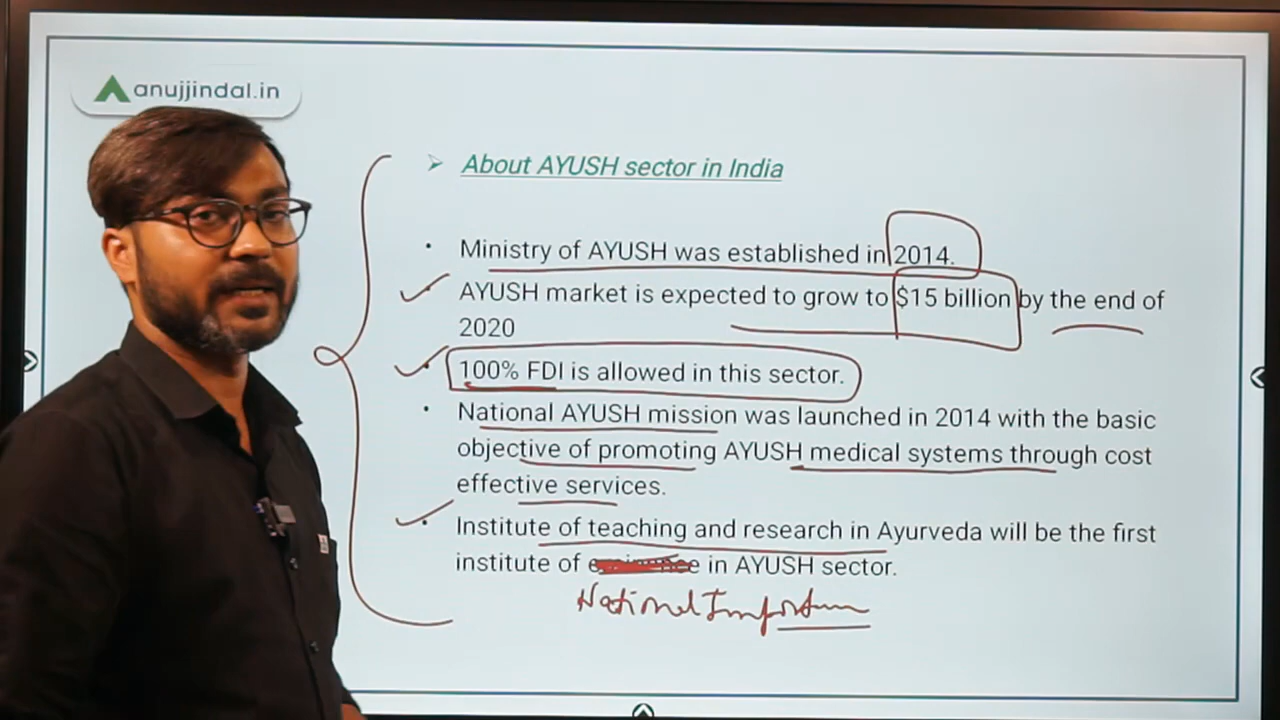 anujjindal.in
About AYUSH sector in India
Ministry of AYUSH was established in 2014.
AYUSH market is expected to grow to $15 billion by the end of
2020
100% FDI is allowed in this sector.
National AYUSH mission was launched in 2014 with the basic
objective of promoting AYUSH medical systems through cost
effective services.
Institute of teaching and research in Ayurveda will be the first
institute of in AYUSH sector.
National